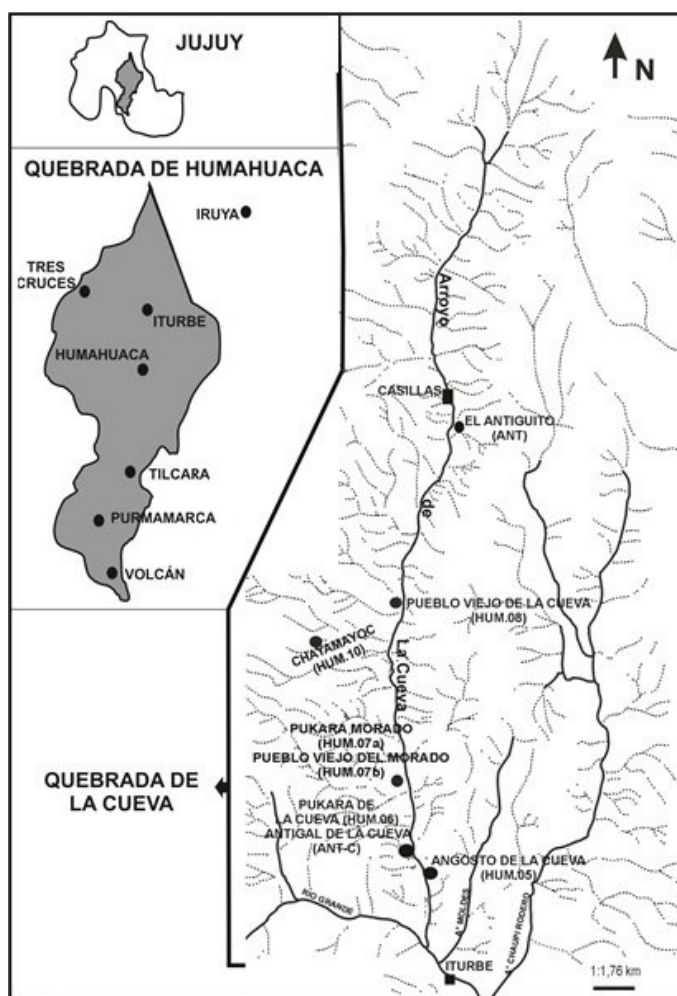 JUJUY
QUEBRADA DE HUMAHUACA
IRUYA
TRES
CRUCES
ITURBE
HUMAHUACA
TILCARA
PURMAMARCA
VOLCÁN
QUEBRADA DE
LA CUEVA
N
Arroyo
CASILLAS
EL ANTIGUITO
(ANT)
de
PUEBLO VIEJO DE LA CUEVA
(HUM.08)
CHAYAMAYOC
(HUM.10)
La Cueva
PUKARA MORADO
(HUM.07a)
PUEBLO VIEJO DEL MORADO
(HUM.07b)
PUKARA DE
LA CUEVA (HUM.06)
ANTIGAL DE LA CUEVA
(ANT-C)
ANGOSTO DE LA CUEVA
(HUM.05)
RIO GRANDE
A° MOLDES
A° CHAUPI RODERO
ITURBE
1:1,76 km